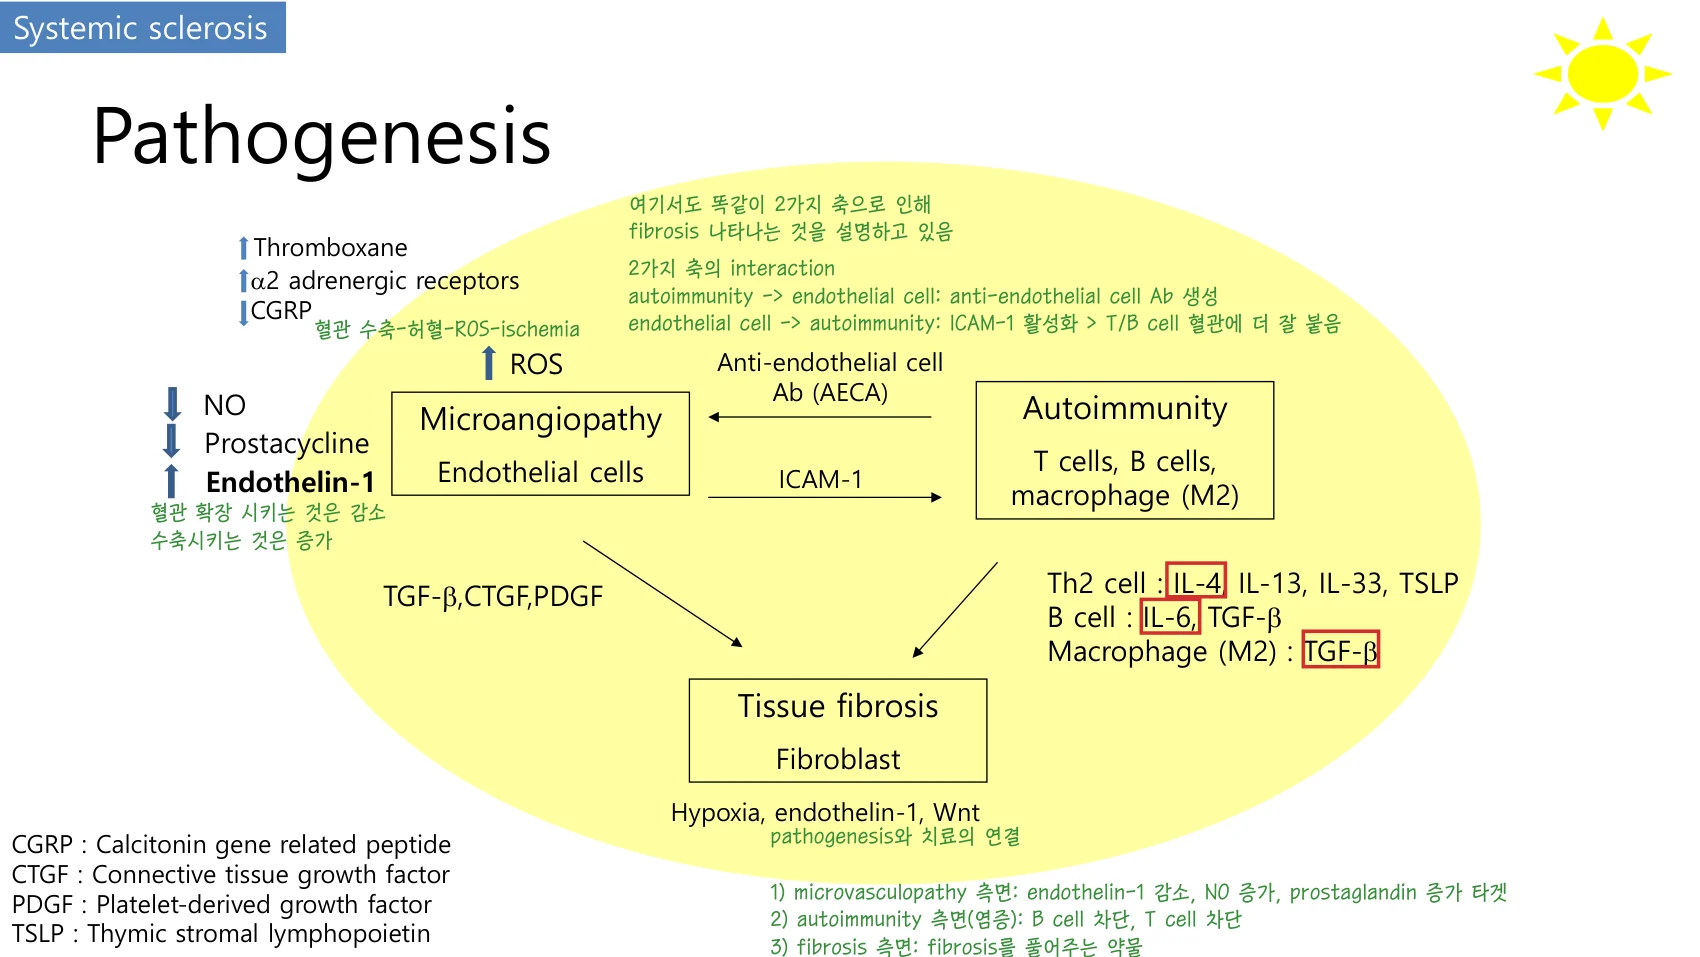 Systemic sclerosis
Pathogenesis
여기서도 똑같이 2가지 축으로 인해
fibrosis 나타나는 것을 설명하고 있음
2가지 축의 interaction
autoimmunity -> endothelial cell: anti-endothelial cell Ab 생성
endothelial cell -> autoimmunity: ICAM-1 활성화 > T/B cell 혈관에 더 잘 붙음
Thromboxane
α2 adrenergic receptors
CGRP
혈관 수축-허혈-ROS-ischemia
ROS
NO
Prostacycline
Endothelin-1
혈관 확장 시키는 것은 감소
수축시키는 것은 증가
Microangiopathy
Endothelial cells
Anti-endothelial cell
Ab (AECA)
ICAM-1
Autoimmunity
T cells, B cells,
macrophage (M2)
TGF-β,CTGF,PDGF
Th2 cell : IL-4, IL-13, IL-33, TSLP
B cell : IL-6, TGF-β
Macrophage (M2) : TGF-β
Tissue fibrosis
Fibroblast
Hypoxia, endothelin-1, Wnt
pathogenesis와 치료의 연결
1) microvasculopathy 측면: endothelin-1 감소, NO 증가, prostaglandin 증가 타겟
2) autoimmunity 측면(염증): B cell 차단, T cell 차단
3) fibrosis 측면: fibrosis를 풀어주는 약물
CGRP : Calcitonin gene related peptide
CTGF : Connective tissue growth factor
PDGF : Platelet-derived growth factor
TSLP : Thymic stromal lymphopoietin